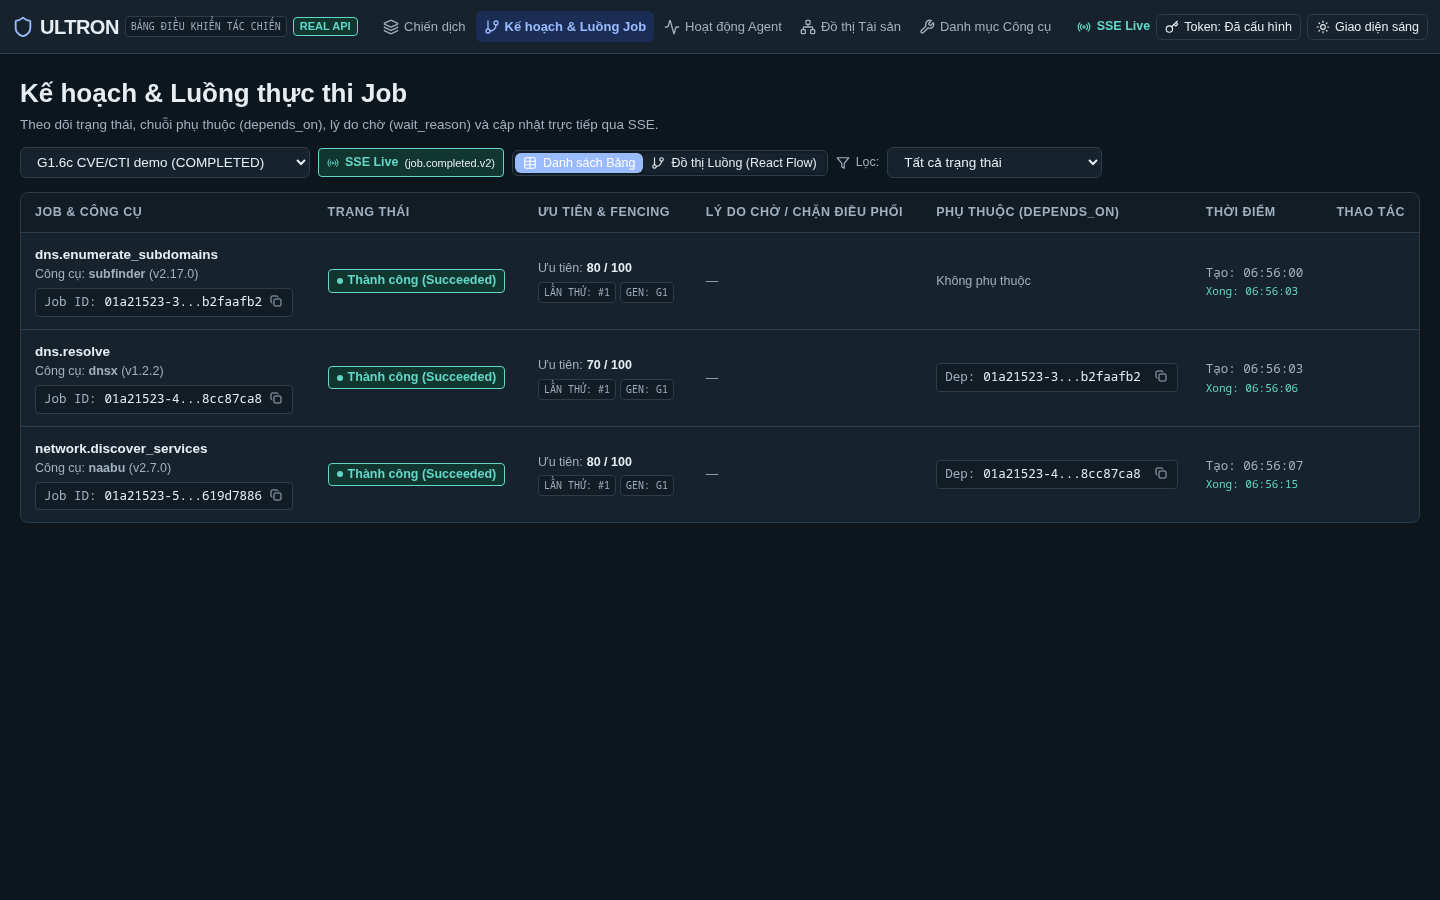 ULTRON BẢNG ĐIỀU KHIỂN TÁC CHIẾN REAL API Chiến dịch Kế hoạch & Luồng Job Hoạt động Agent Đồ thị Tài sản Danh mục Công cụ SSE Live Token: Đã cấu hình Giao diện sáng
Kế hoạch & Luồng thực thi Job
Theo dõi trạng thái, chuỗi phụ thuộc (depends_on), lý do chờ (wait_reason) và cập nhật trực tiếp qua SSE.
G1.6c CVE/CTI demo (COMPLETED) SSE Live (job.completed.v2) Danh sách Bảng Đồ thị Luồng (React Flow) Lọc: Tất cả trạng thái
JOB & CÔNG CỤ TRẠNG THÁI ƯU TIÊN & FENCING LÝ DO CHỜ / CHẶN ĐIỀU PHỐI PHỤ THUỘC (DEPENDS_ON) THỜI ĐIỂM THAO TÁC
dns.enumerate_subdomains
Công cụ: subfinder (v2.17.0)
Job ID: 01a21523-3...b2faafb2
Thành công (Succeeded)
Ưu tiên: 80 / 100
LẦN THỬ: #1 GEN: G1
—
Không phụ thuộc
Tạo: 06:56:00
Xong: 06:56:03
dns.resolve
Công cụ: dnsx (v1.2.2)
Job ID: 01a21523-4...8cc87ca8
Thành công (Succeeded)
Ưu tiên: 70 / 100
LẦN THỬ: #1 GEN: G1
—
Dep: 01a21523-3...b2faafb2
Tạo: 06:56:03
Xong: 06:56:06
network.discover_services
Công cụ: naabu (v2.7.0)
Job ID: 01a21523-5...619d7886
Thành công (Succeeded)
Ưu tiên: 80 / 100
LẦN THỬ: #1 GEN: G1
—
Dep: 01a21523-4...8cc87ca8
Tạo: 06:56:07
Xong: 06:56:15